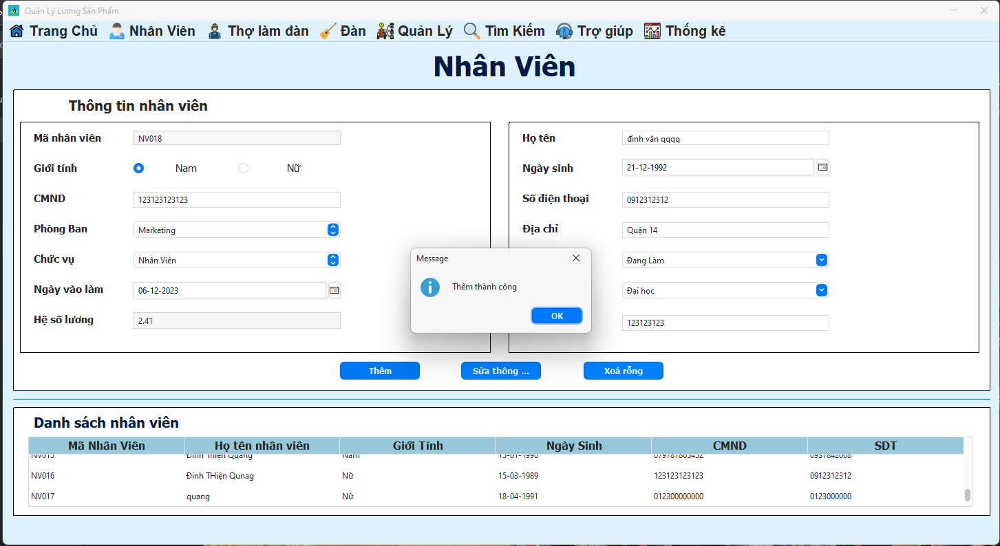 Quản Lý Lương Sản Phẩm
Trang Chủ Nhân Viên Thợ làm đàn Đàn Quản Lý Tìm Kiếm Trợ giúp Thống kê
Nhân Viên
Thông tin nhân viên
Mã nhân viên NV018
Giới tính Nam Nữ
CMND 123123123123
Phòng Ban Marketing
Chức vụ Nhân Viên
Ngày vào làm 06-12-2023
Hệ số lương 2.41
Họ tên đinh văn qqqq
Ngày sinh 21-12-1992
Số điện thoại 0912312312
Địa chỉ Quận 14
Đang Làm
Đại học
123123123
Message
Thêm thành công
OK
Thêm Sửa thông ... Xoá rỗng
Danh sách nhân viên
Mã Nhân Viên Họ tên nhân viên Giới Tính Ngày Sinh CMND SDT
NV015 Đinh Thiện Quang Nam 15-01-1990 079787865452 0937842008
NV016 Đinh THiện Qunag Nữ 15-03-1989 123123123123 0912312312
NV017 quang Nữ 18-04-1991 012300000000 0123000000